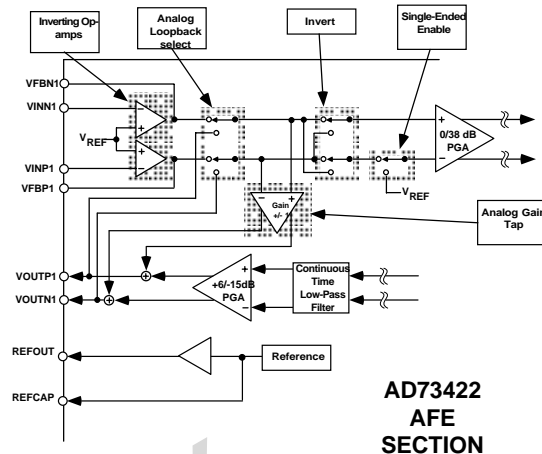 Inverting Op-
amps
Analog
Loopback
select
Invert
Single-Ended
Enable
VFBN1
VINN1
VREF
VINP1
VFBP1
0/38 dB
PGA
VREF
Gain
+/- 1
Analog Gain
Tap
VOUTP1
VOUTN1
+6/-15dB
PGA
Continuous
Time
Low-Pass
Filter
REFOUT
Reference
REFCAP
AD73422
AFE
SECTION